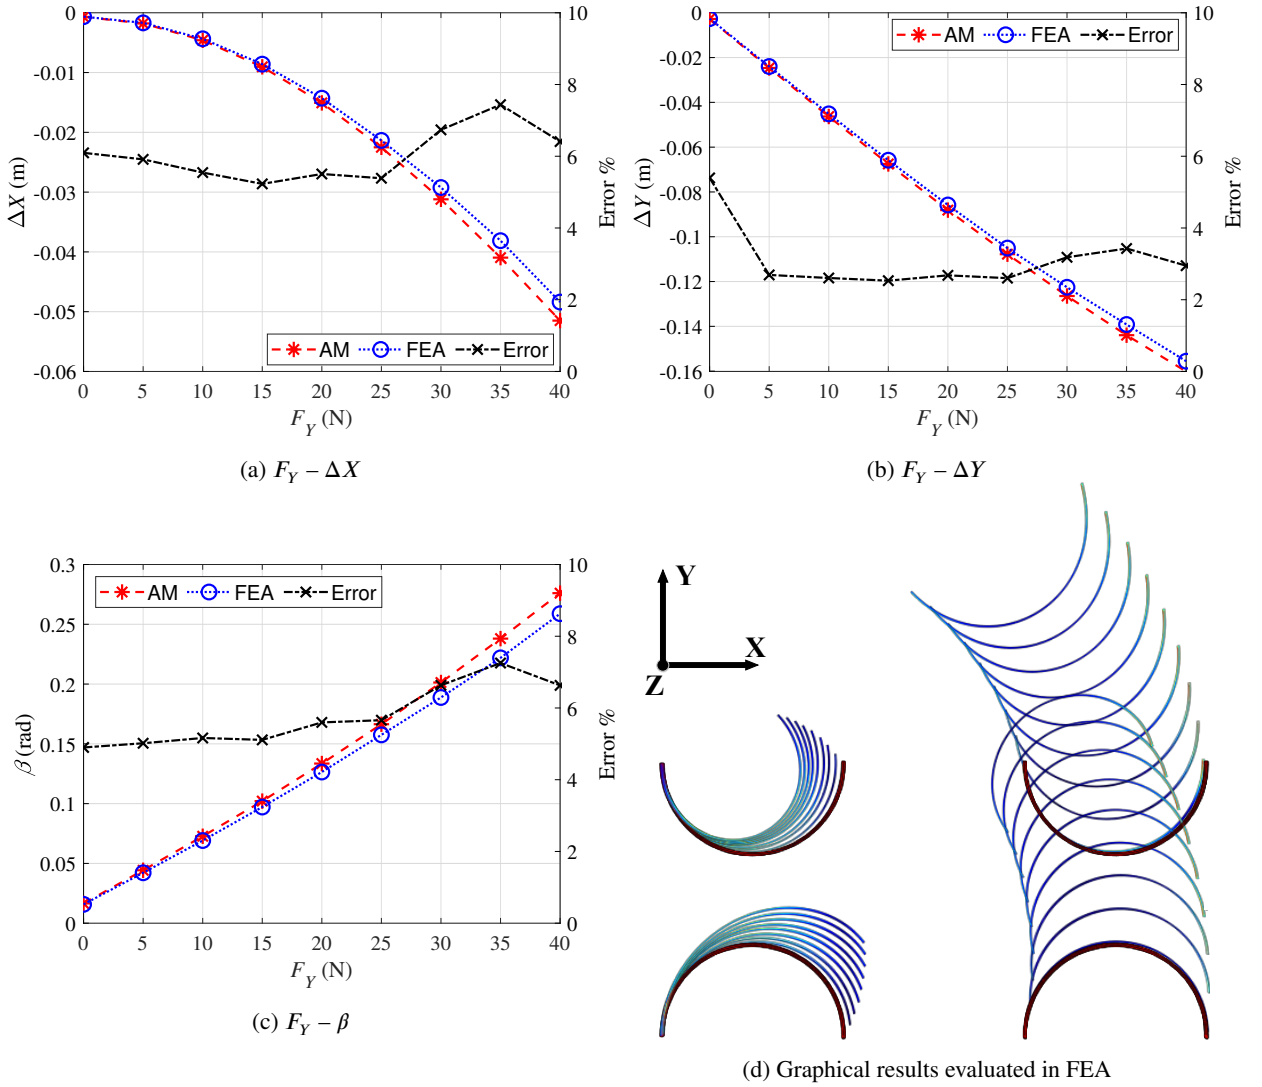 0
-0.01
-0.02
-0.03
-0.04
-0.05
-0.06
ΔX (m)
10
8
6
4
2
0
Error %
AM FEA Error
0 5 10 15 20 25 30 35 40
F_Y (N)
(a) F_Y – ΔX
0
-0.02
-0.04
-0.06
-0.08
-0.1
-0.12
-0.14
-0.16
ΔY (m)
10
8
6
4
2
0
Error %
AM FEA Error
0 5 10 15 20 25 30 35 40
F_Y (N)
(b) F_Y – ΔY
0.3
0.25
0.2
0.15
0.1
0.05
0
β (rad)
10
8
6
4
2
0
Error %
AM FEA Error
0 5 10 15 20 25 30 35 40
F_Y (N)
(c) F_Y – β
Y
X
Z
(d) Graphical results evaluated in FEA